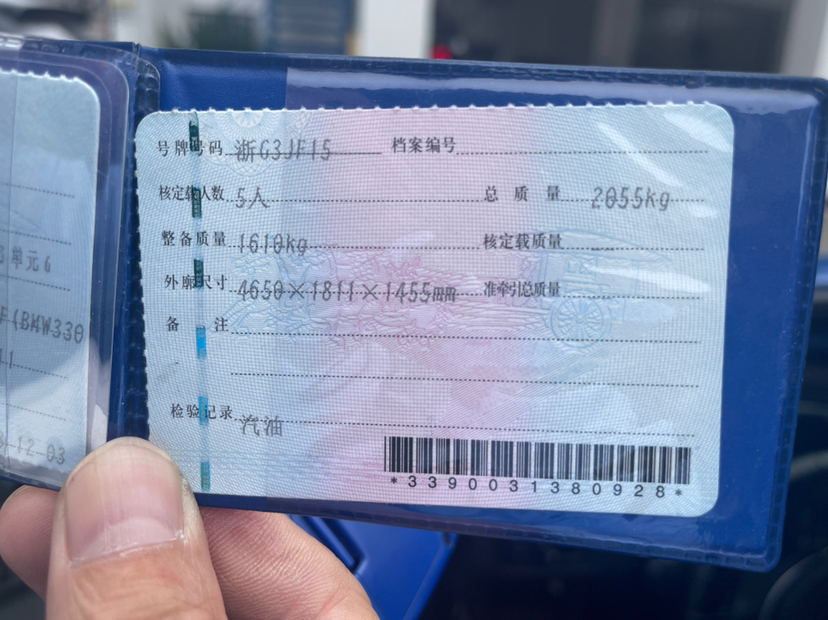 号牌号码 浙G3JF15 档案编号
核定载人数 5人 总质量 2055kg
整备质量 1610kg 核定载质量
外廓尺寸 4650×1811×1455mm 准牵引总质量
备注
检验记录 汽油
*3390031380928*
单元6
(BMW330
12-03